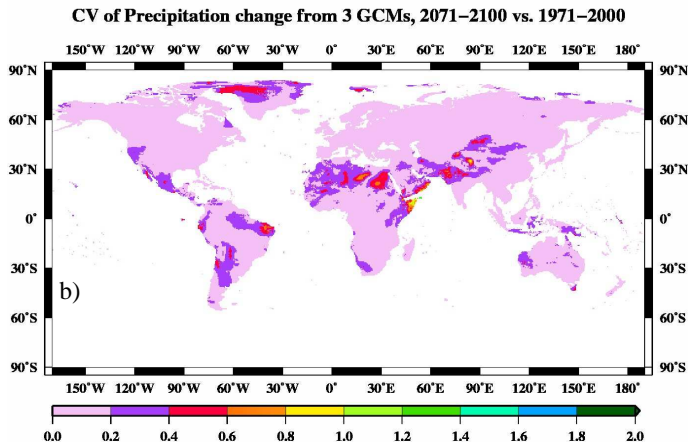 CV of Precipitation change from 3 GCMs, 2071−2100 vs. 1971−2000
150°W 120°W 90°W 60°W 30°W 0° 30°E 60°E 90°E 120°E 150°E 180°
90°N 90°N
60°N 60°N
30°N 30°N
0° 0°
30°S 30°S
b)
60°S 60°S
90°S 90°S
150°W 120°W 90°W 60°W 30°W 0° 30°E 60°E 90°E 120°E 150°E 180°
0.0 0.2 0.4 0.6 0.8 1.0 1.2 1.4 1.6 1.8 2.0